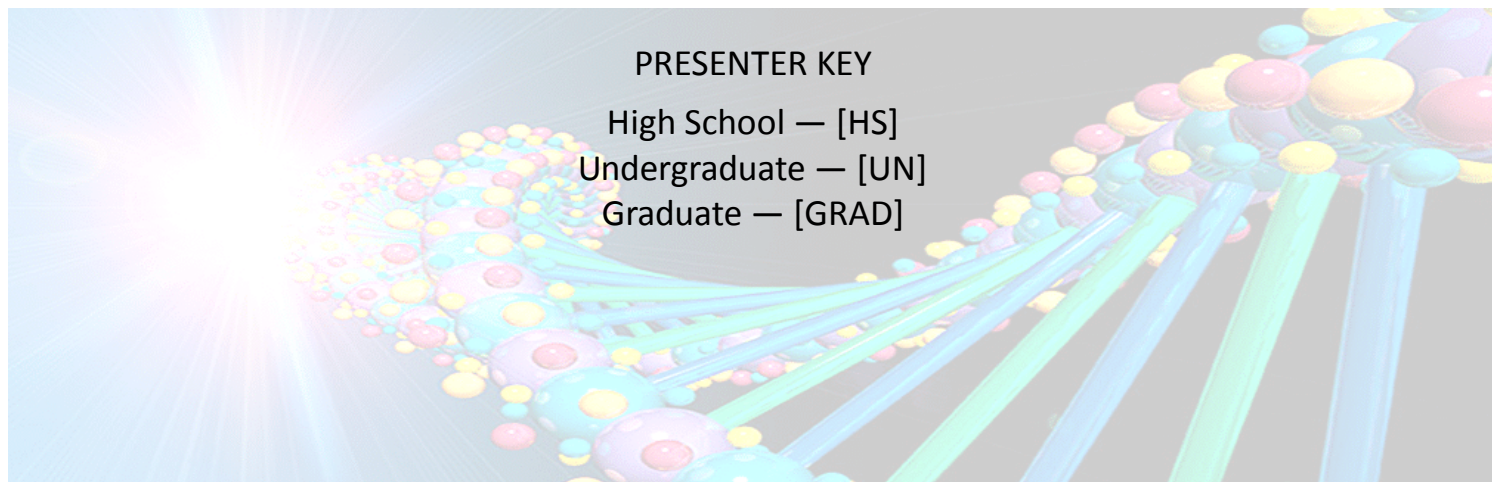 PRESENTER KEY
High School — [HS]
Undergraduate — [UN]
Graduate — [GRAD]